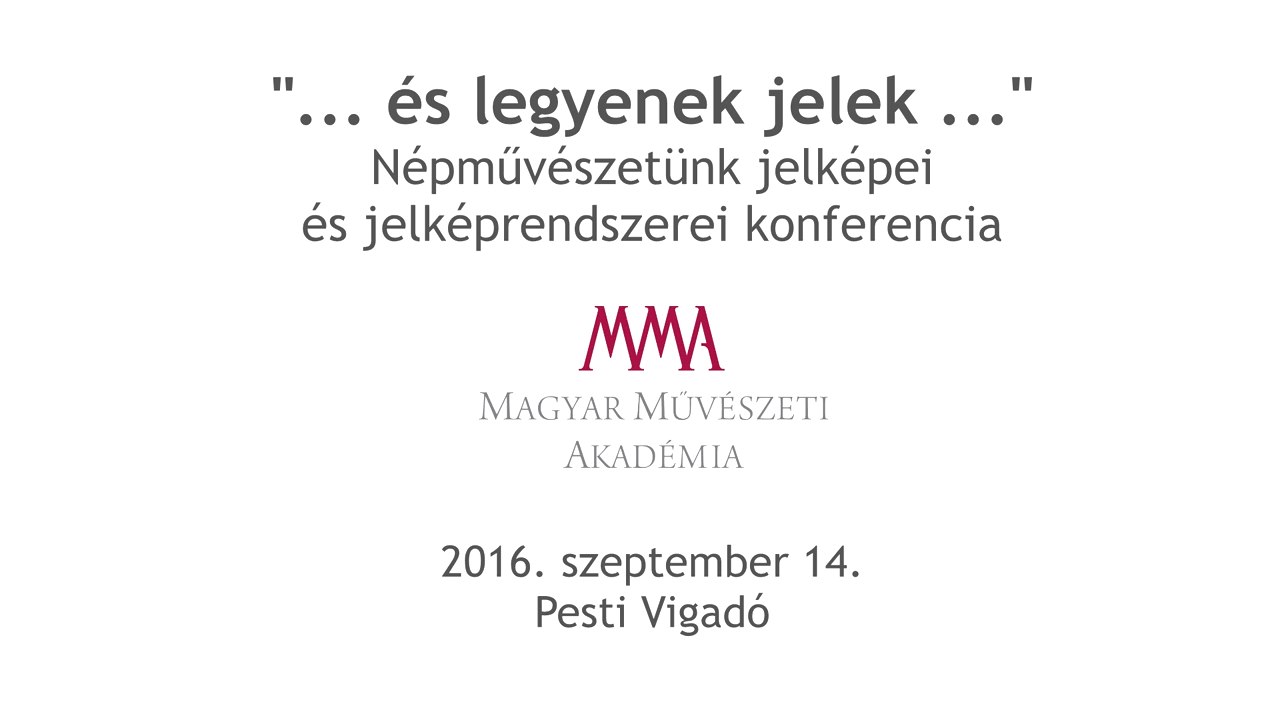 "... és legyenek jelek ..."
Népművészetünk jelképei
és jelképrendszerei konferencia
MMA
MAGYAR MŰVÉSZETI
AKADÉMIA
2016. szeptember 14.
Pesti Vigadó